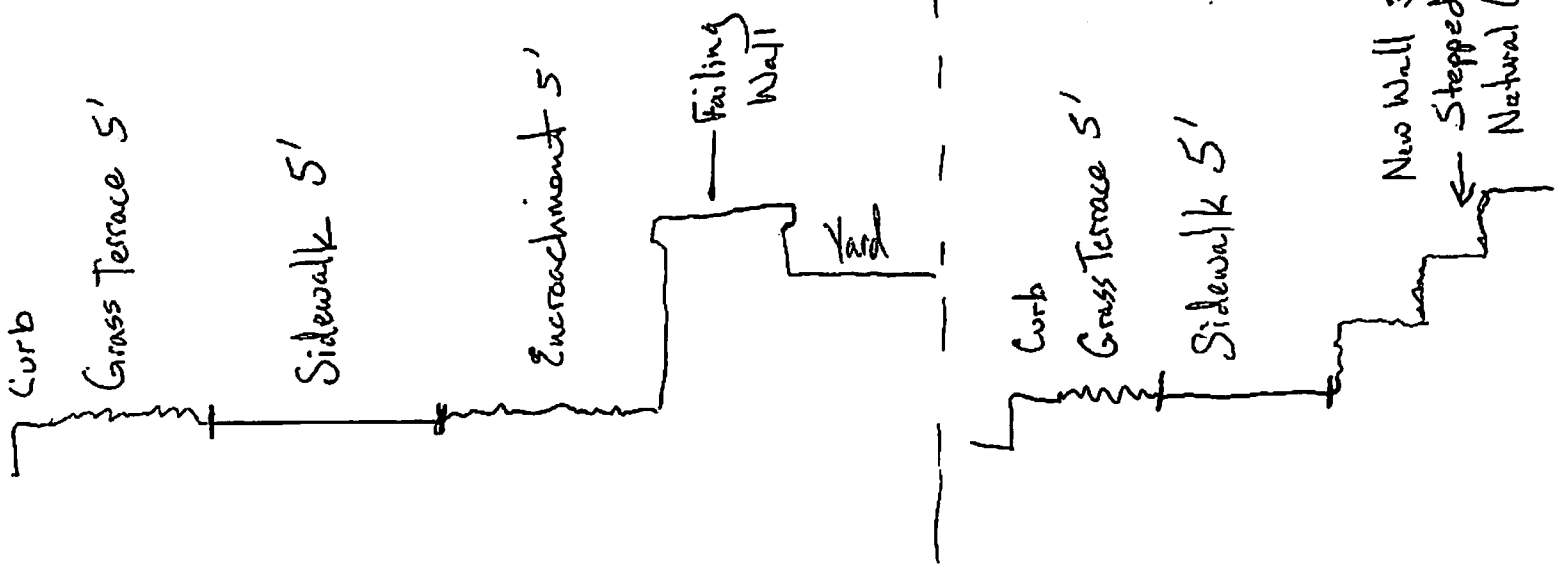 Curb
Grass Terrace 5'
Sidewalk 5'
Encroachment 5'
Failing
Wall
Yard
Curb
Grass Terrace 5'
Sidewalk 5'
New Wall
Stepped
Natural